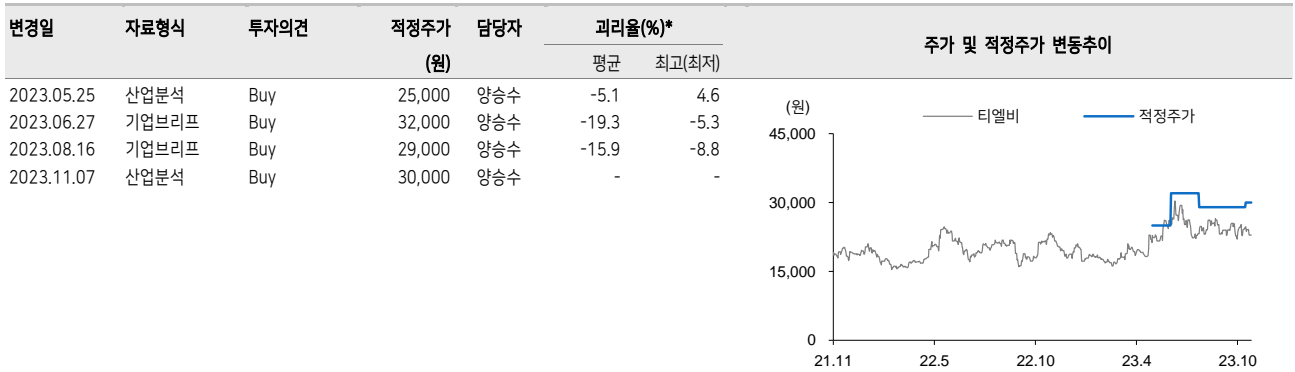 변경일 자료형식 투자의견 적정주가 담당자 괴리율(%)* 주가 및 적정주가 변동추이
(원) 평균 최고(최저)
2023.05.25 산업분석 Buy 25,000 양승수 -5.1 4.6
2023.06.27 기업브리프 Buy 32,000 양승수 -19.3 -5.3
2023.08.16 기업브리프 Buy 29,000 양승수 -15.9 -8.8
2023.11.07 산업분석 Buy 30,000 양승수 - -
(원) 티엘비 적정주가
45,000
30,000
15,000
0
21.11 22.5 22.10 23.4 23.10